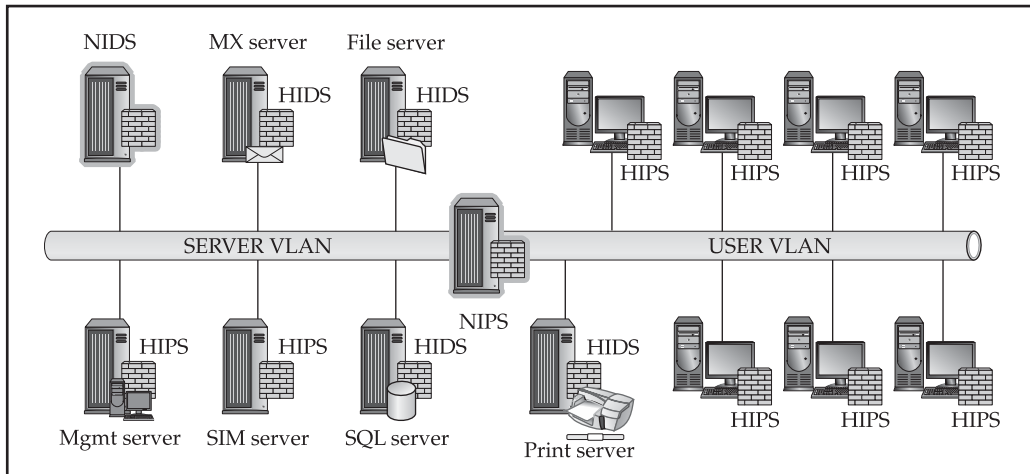 NIDS
MX server
File server
HIDS
HIDS
HIPS
HIPS
HIPS
HIPS
SERVER VLAN
USER VLAN
NIPS
HIPS
HIPS
HIDS
HIDS
HIPS
HIPS
HIPS
Mgmt server
SIM server
SQL server
Print server